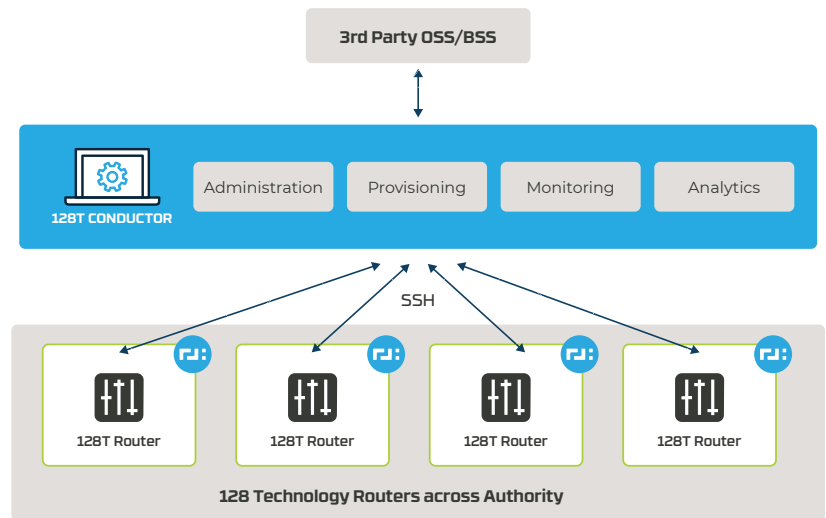 3rd Party OSS/BSS
128T CONDUCTOR
Administration
Provisioning
Monitoring
Analytics
SSH
128T Router
128T Router
128T Router
128T Router
128 Technology Routers across Authority